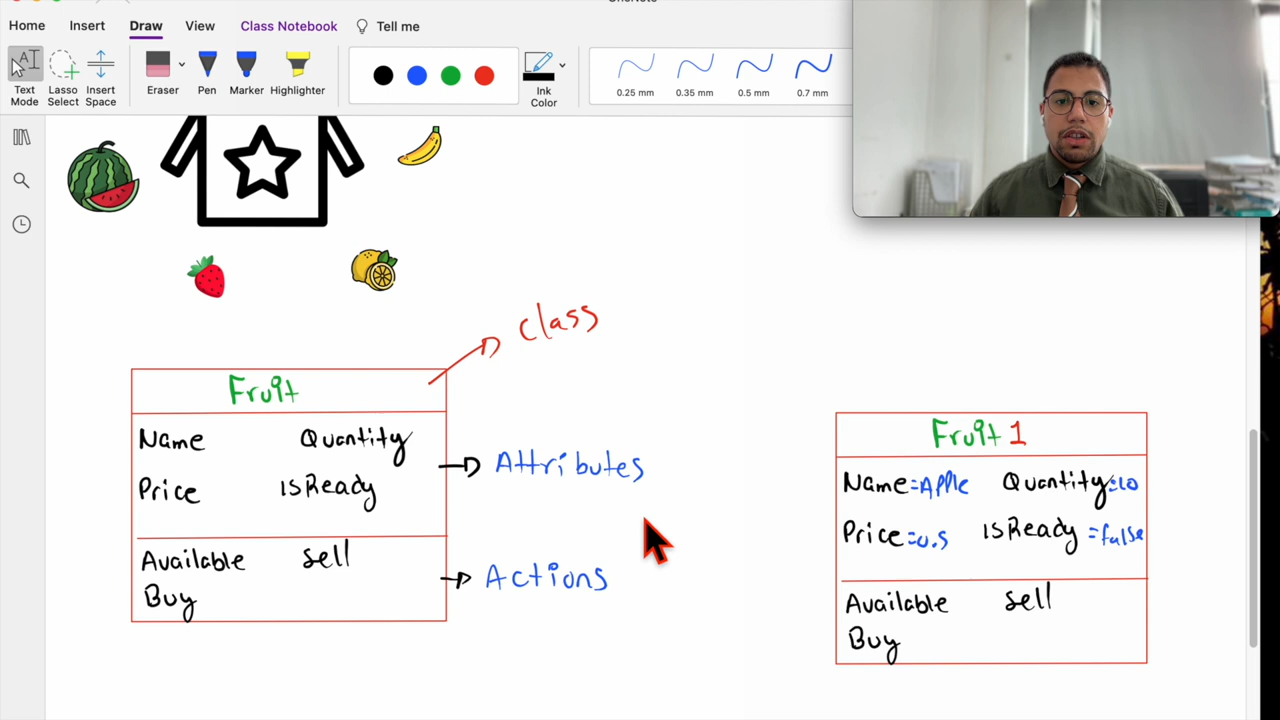 OneNote
Home Insert Draw View Class Notebook Tell me
Text Mode
Lasso Select
Insert Space
Eraser
Pen
Marker
Highlighter
Ink Color
0.25 mm 0.35 mm 0.5 mm 0.7 mm
class
Fruit
Name Quantity
Price isReady
Attributes
Available sell
Buy
Actions
Fruit 1
Name=Apple Quantity=10
Price=0.5 isReady=false
Available sell
Buy